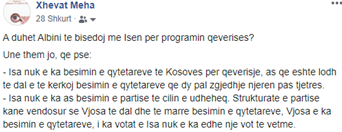 Xhevat Meha
28 Shkurt ·
A duhet Albini te bisedoj me Isen per programin qeverises?
Une them jo, qe pse:
- Isa nuk e ka besimin e qytetareve te Kosoves per qeverisje, as qe eshte lodh
te dal e te kerkoj besimin e qytetareve qe dy pal zgjedhje njeren pas tjetres.
- Isa nuk e ka as besimin e partise te cilin e udheheq. Strukturate e partise
kane vendosur se Vjosa te dal dhe te marre besimin e qytetareve, Vjosa e ka
besimin e qytetareve, i ka votat e Isa nuk e ka edhe nje vot te vetme.